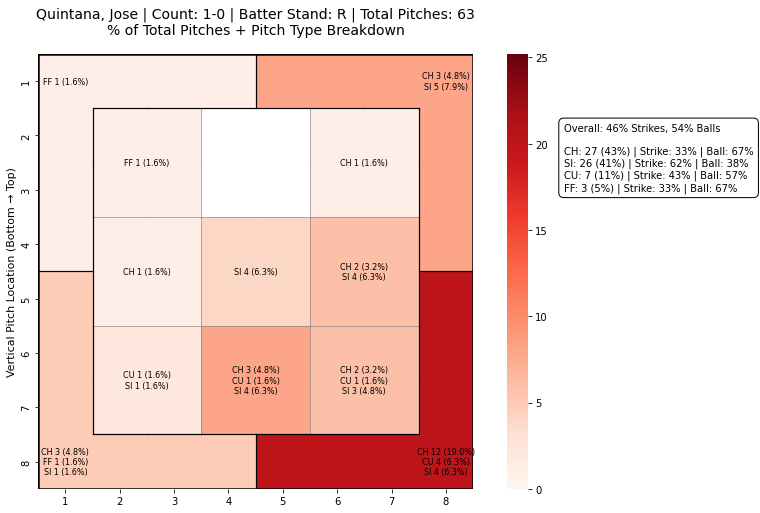 Quintana, Jose | Count: 1-0 | Batter Stand: R | Total Pitches: 63
% of Total Pitches + Pitch Type Breakdown
Vertical Pitch Location (Bottom → Top)
1
2
3
4
5
6
7
8
FF 1 (1.6%)
CH 3 (4.8%)
SI 5 (7.9%)
FF 1 (1.6%)
CH 1 (1.6%)
CH 1 (1.6%)
SI 4 (6.3%)
CH 2 (3.2%)
SI 4 (6.3%)
CU 1 (1.6%)
SI 1 (1.6%)
CH 3 (4.8%)
CU 1 (1.6%)
SI 4 (6.3%)
CH 2 (3.2%)
CU 1 (1.6%)
SI 3 (4.8%)
CH 3 (4.8%)
FF 1 (1.6%)
SI 1 (1.6%)
CH 12 (19.0%)
CU 4 (6.3%)
SI 4 (6.3%)
1 2 3 4 5 6 7 8
25
20
15
10
5
0
Overall: 46% Strikes, 54% Balls
CH: 27 (43%) | Strike: 33% | Ball: 67%
SI: 26 (41%) | Strike: 62% | Ball: 38%
CU: 7 (11%) | Strike: 43% | Ball: 57%
FF: 3 (5%) | Strike: 33% | Ball: 67%